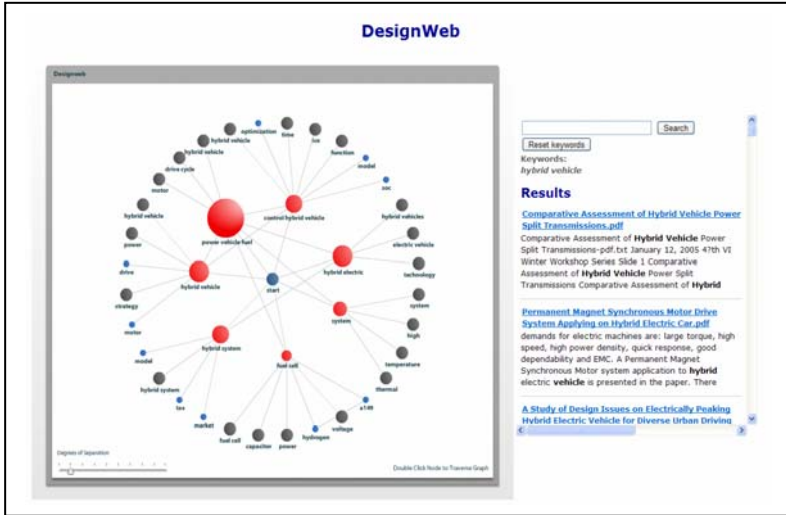 DesignWeb
Designweb
optimization
time
ice
function
model
soc
hybrid vehicle
hybrid vehicle
drive cycle
motor
hybrid vehicle
power
drive
strategy
motor
model
hybrid system
tax
market
fuel cell
capacitor
power
hydrogen
voltage
a140
thermal
temperature
high
system
technology
electric vehicle
hybrid vehicles
power vehicle fuel
control hybrid vehicle
hybrid electric
hybrid vehicle
start
system
hybrid system
fuel cell
Degrees of Separation
Double Click Node to Traverse Graph
Search
Reset keywords
Keywords:
hybrid vehicle
Results
Comparative Assessment of Hybrid Vehicle Power
Split Transmissions.pdf
Comparative Assessment of Hybrid Vehicle Power
Split Transmissions-pdf.txt January 12, 2005 47th VI
Winter Workshop Series Slide 1 Comparative
Assessment of Hybrid Vehicle Power Split
Transmissions Comparative Assessment of Hybrid
Permanent Magnet Synchronous Motor Drive
System Applying on Hybrid Electric Car.pdf
demands for electric machines are: large torque, high
speed, high power density, quick response, good
dependability and EMC. A Permanent Magnet
Synchronous Motor system application to hybrid
electric vehicle is presented in the paper. There
A Study of Design Issues on Electrically Peaking
Hybrid Electric Vehicle for Diverse Urban Driving